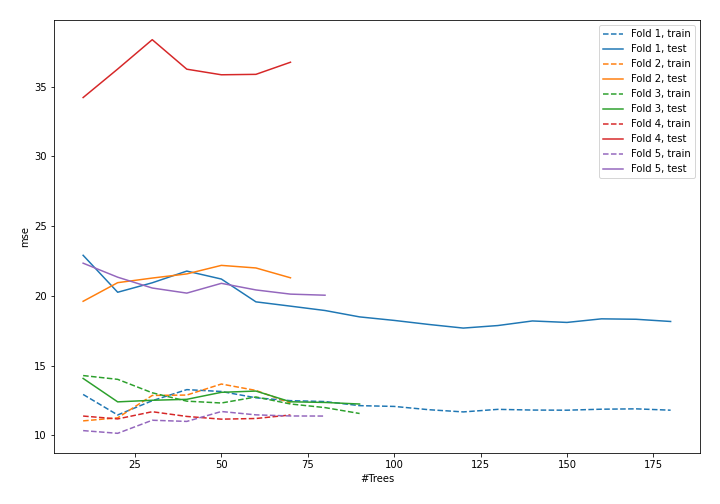 Fold 1, train
Fold 1, test
Fold 2, train
Fold 2, test
Fold 3, train
Fold 3, test
Fold 4, train
Fold 4, test
Fold 5, train
Fold 5, test
mse
35
30
25
20
15
10
25 50 75 100 125 150 175
#Trees